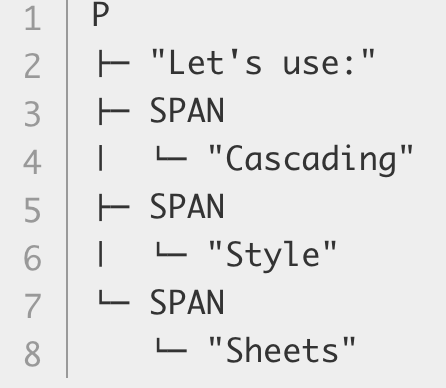 1 P
2 ├─ "Let's use:"
3 ├─ SPAN
4 |  └─ "Cascading"
5 ├─ SPAN
6 |  └─ "Style"
7 └─ SPAN
8    └─ "Sheets"